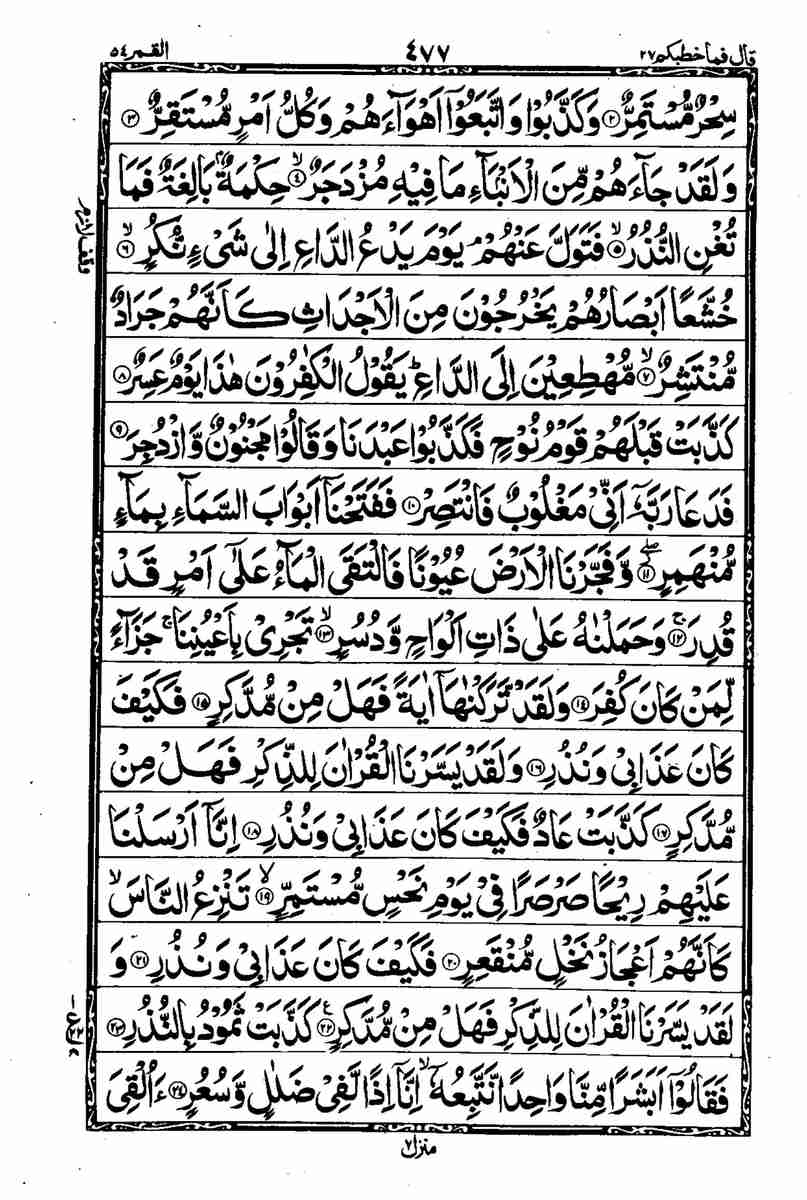 قال فما خطبكم ٢٧
٤٧٧
القمر ٥٤
سِحْرٌ مُّسْتَمِرٌّ ﴿٢﴾ وَكَذَّبُوْا وَاتَّبَعُوْۤا اَهْوَآءَهُمْ وَكُلُّ اَمْرٍ مُّسْتَقِرٌّ ﴿٣﴾
وَلَقَدْ جَآءَهُمْ مِّنَ الْاَنْۢبَآءِ مَا فِيْهِ مُزْدَجَرٌ ۙ﴿٤﴾ حِكْمَةٌۢ بَالِغَةٌ فَمَا
تُغْنِ النُّذُرُ ۙ﴿٥﴾ فَتَوَلَّ عَنْهُمْ ۘ يَوْمَ يَدْعُ الدَّاعِ اِلٰى شَىْءٍ نُّكُرٍ ۙ﴿٦﴾
وقف لازم
خُشَّعًا اَبْصَارُهُمْ يَخْرُجُوْنَ مِنَ الْاَجْدَاثِ كَاَنَّهُمْ جَرَادٌ
مُّنْتَشِرٌ ۙ﴿٧﴾ مُّهْطِعِيْنَ اِلَى الدَّاعِ ؕ يَقُوْلُ الْكٰفِرُوْنَ هٰذَا يَوْمٌ عَسِرٌ ﴿٨﴾
كَذَّبَتْ قَبْلَهُمْ قَوْمُ نُوْحٍ فَكَذَّبُوْا عَبْدَنَا وَقَالُوْا مَجْنُوْنٌ وَّازْدُجِرَ ﴿٩﴾
فَدَعَا رَبَّهٗۤ اَنِّىْ مَغْلُوْبٌ فَانْتَصِرْ ﴿١٠﴾ فَفَتَحْنَاۤ اَبْوَابَ السَّمَآءِ بِمَآءٍ
مُّنْهَمِرٍ ۖ﴿١١﴾ وَّفَجَّرْنَا الْاَرْضَ عُيُوْنًا فَالْتَقَى الْمَآءُ عَلٰٓى اَمْرٍ قَدْ
قُدِرَ ۚ﴿١٢﴾ وَحَمَلْنٰهُ عَلٰى ذَاتِ اَلْوَاحٍ وَّدُسُرٍ ۙ﴿١٣﴾ تَجْرِىْ بِاَعْيُنِنَا ۚ جَزَآءً
لِّمَنْ كَانَ كُفِرَ ﴿١٤﴾ وَلَقَدْ تَّرَكْنٰهَاۤ اٰيَةً فَهَلْ مِنْ مُّدَّكِرٍ ﴿١٥﴾ فَكَيْفَ
كَانَ عَذَابِىْ وَنُذُرِ ﴿١٦﴾ وَلَقَدْ يَسَّرْنَا الْقُرْاٰنَ لِلذِّكْرِ فَهَلْ مِنْ
مُّدَّكِرٍ ﴿١٧﴾ كَذَّبَتْ عَادٌ فَكَيْفَ كَانَ عَذَابِىْ وَنُذُرِ ﴿١٨﴾ اِنَّاۤ اَرْسَلْنَا
عَلَيْهِمْ رِيْحًا صَرْصَرًا فِىْ يَوْمِ نَحْسٍ مُّسْتَمِرٍّ ۙ﴿١٩﴾ تَنْزِعُ النَّاسَ ۙ
كَاَنَّهُمْ اَعْجَازُ نَخْلٍ مُّنْقَعِرٍ ﴿٢٠﴾ فَكَيْفَ كَانَ عَذَابِىْ وَنُذُرِ ﴿٢١﴾ وَ
لَقَدْ يَسَّرْنَا الْقُرْاٰنَ لِلذِّكْرِ فَهَلْ مِنْ مُّدَّكِرٍ ﴿٢٢﴾ ع كَذَّبَتْ ثَمُوْدُ بِالنُّذُرِ ﴿٢٣﴾
فَقَالُوْۤا اَبَشَرًا مِّنَّا وَاحِدًا نَّتَّبِعُهٗۤ ۙ اِنَّاۤ اِذًا لَّفِىْ ضَلٰلٍ وَّسُعُرٍ ﴿٢٤﴾ ءَاُلْقِىَ
منزل ٧